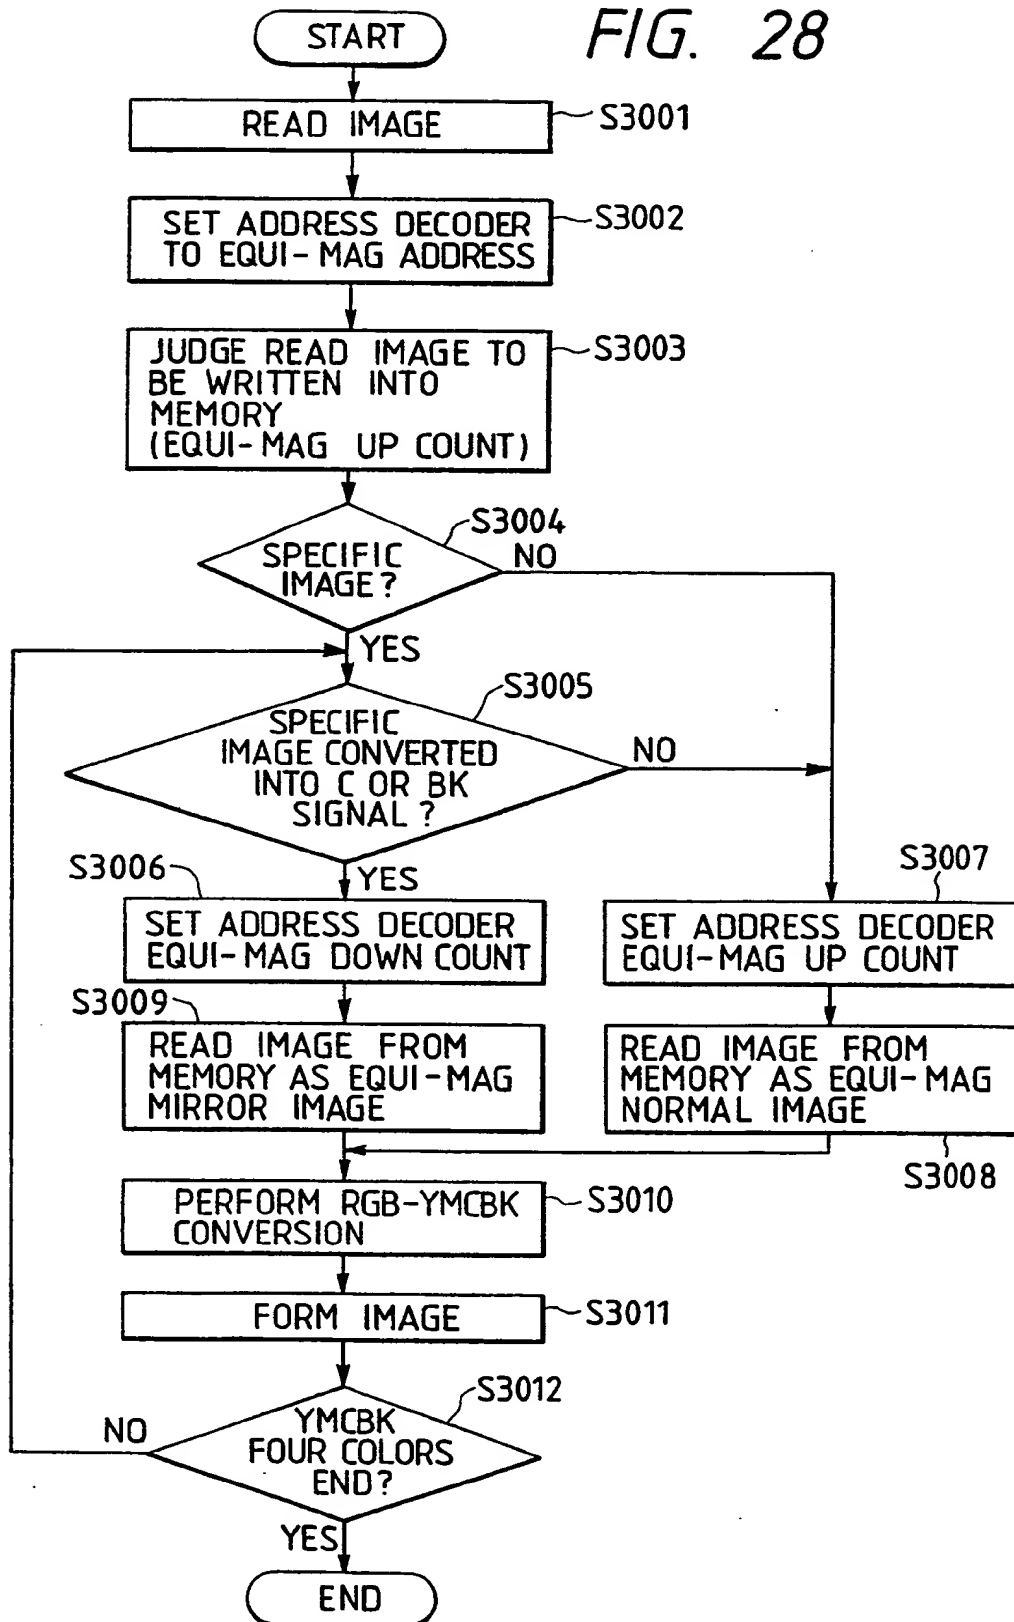 FIG. 28
START
READ IMAGE
S3001
SET ADDRESS DECODER
TO EQUI-MAG ADDRESS
S3002
JUDGE READ IMAGE TO
BE WRITTEN INTO
MEMORY
(EQUI-MAG UP COUNT)
S3003
S3004
SPECIFIC
IMAGE?
NO
YES
S3005
SPECIFIC
IMAGE CONVERTED
INTO C OR BK
SIGNAL?
NO
YES
S3006
SET ADDRESS DECODER
EQUI-MAG DOWN COUNT
S3007
SET ADDRESS DECODER
EQUI-MAG UP COUNT
S3009
READ IMAGE FROM
MEMORY AS EQUI-MAG
MIRROR IMAGE
READ IMAGE FROM
MEMORY AS EQUI-MAG
NORMAL IMAGE
S3008
PERFORM RGB-YMCBK
CONVERSION
S3010
FORM IMAGE
S3011
S3012
YMCBK
FOUR COLORS
END?
NO
YES
END